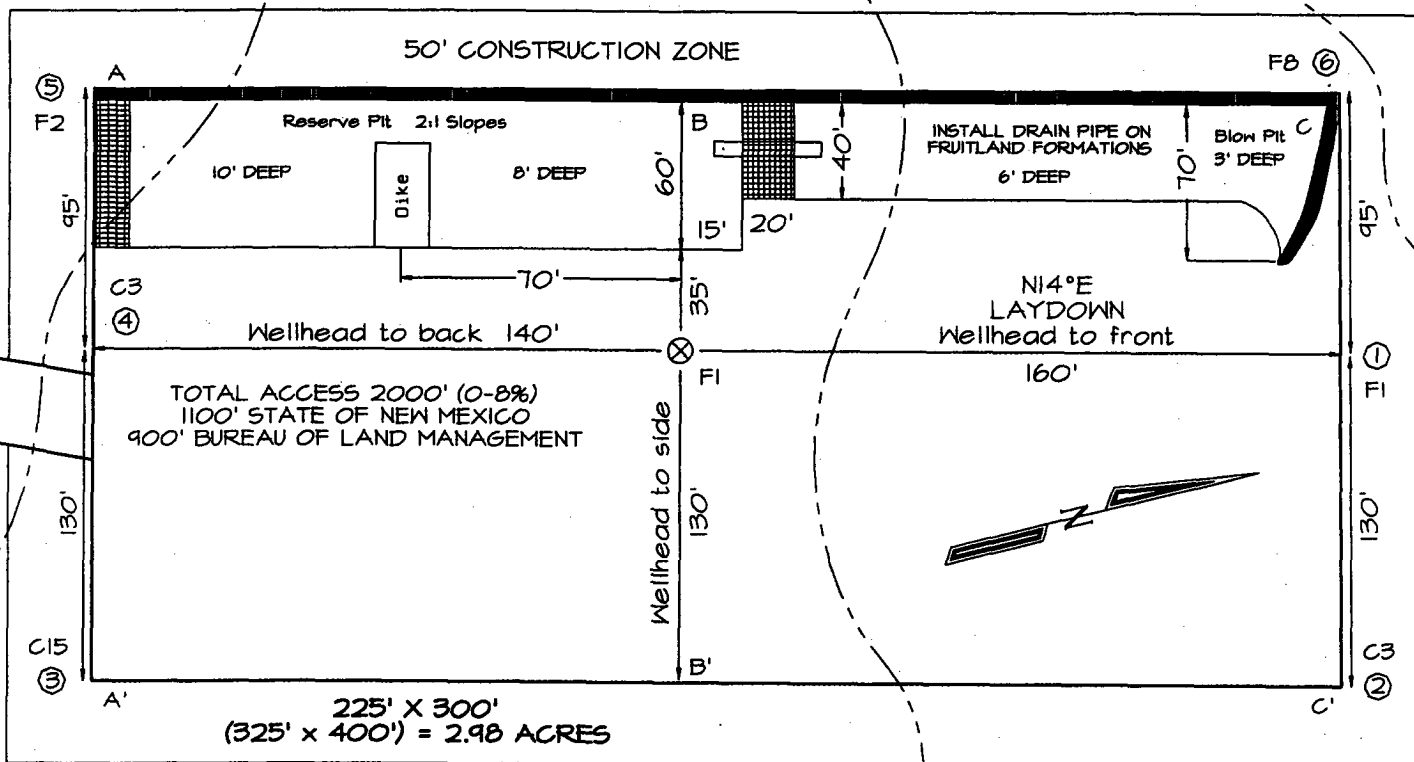 50' CONSTRUCTION ZONE
A
F8 ⑥
⑤
F2
Reserve Pit 2:1 Slopes
B
INSTALL DRAIN PIPE ON
FRUITLAND FORMATIONS
6' DEEP
Blow Pit
3' DEEP
C
10' DEEP
Dike
8' DEEP
60'
40'
70'
95'
95'
15'
20'
70'
35'
C3
④
N14°E
LAYDOWN
Wellhead to back 140'
Wellhead to front
160'
①
F1
F1
TOTAL ACCESS 2000' (0-8%)
1100' STATE OF NEW MEXICO
900' BUREAU OF LAND MANAGEMENT
130'
Wellhead to side
130'
N
130'
C15
③
A'
B'
C3
②
C'
225' X 300'
(325' x 400') = 2.98 ACRES